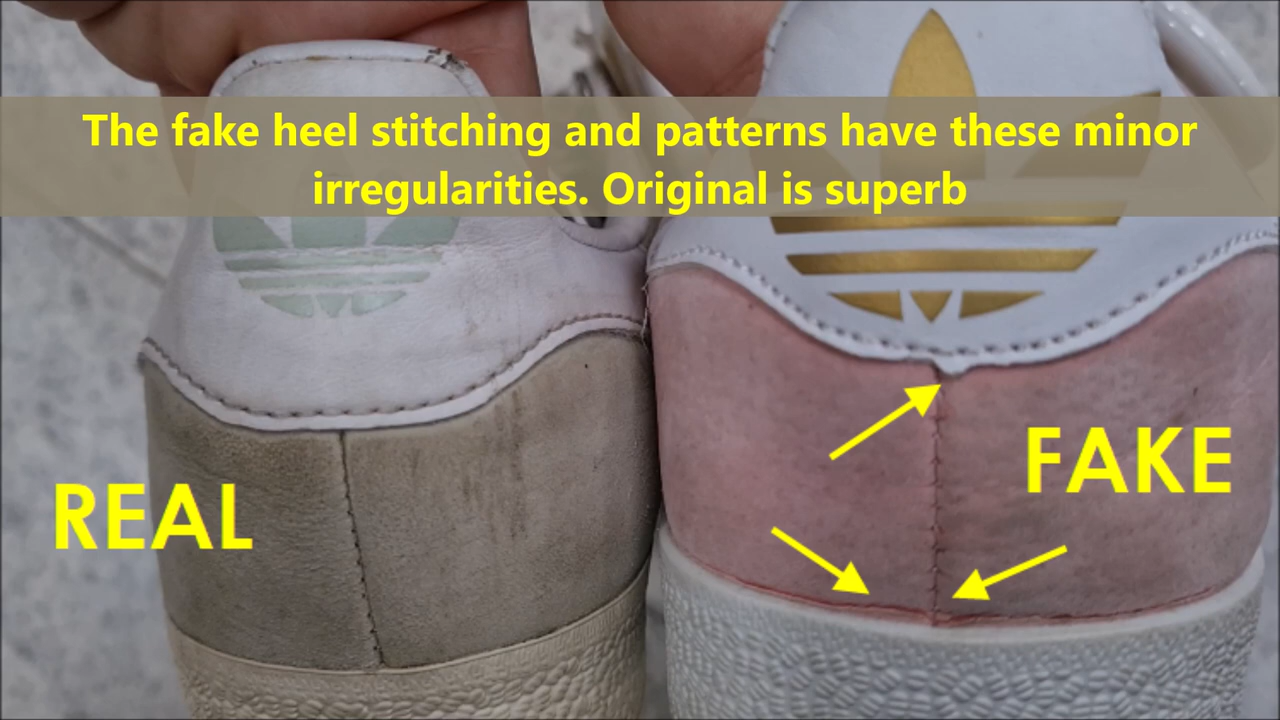 The fake heel stitching and patterns have these minor
irregularities. Original is superb
REAL
FAKE